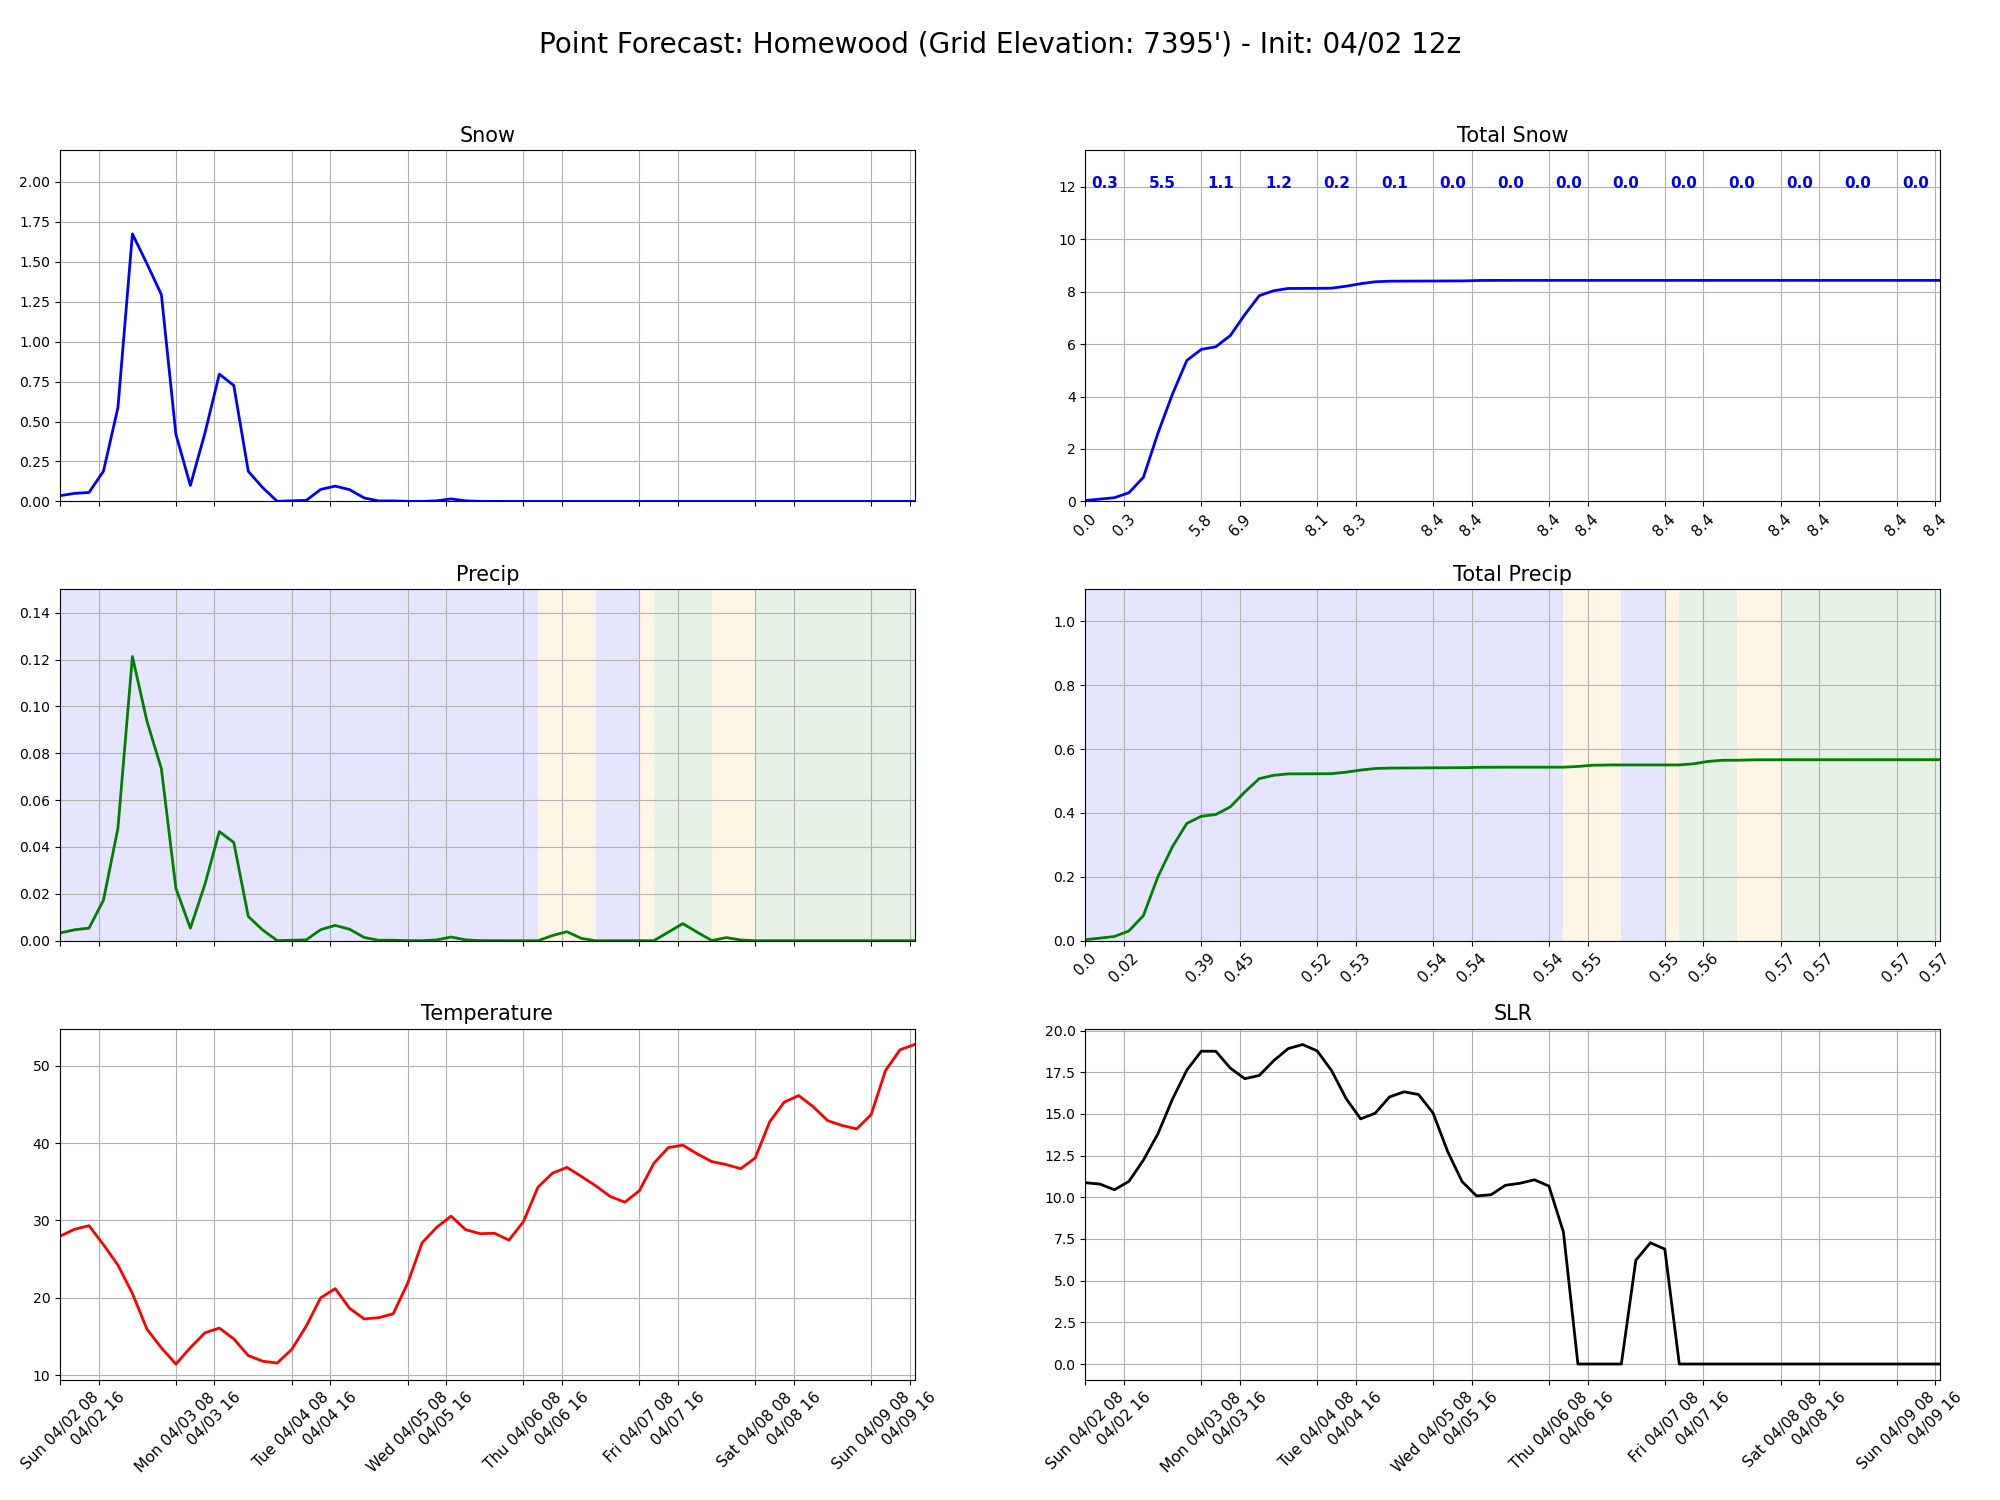 Point Forecast: Homewood (Grid Elevation: 7395') - Init: 04/02 12z
Snow
2.00
1.75
1.50
1.25
1.00
0.75
0.50
0.25
0.00
Total Snow
0.3 5.5 1.1 1.2 0.2 0.1 0.0 0.0 0.0 0.0 0.0 0.0 0.0 0.0 0.0
12
10
8
6
4
2
0
0.0 0.3 5.8 6.9 8.1 8.3 8.4 8.4 8.4 8.4 8.4 8.4 8.4 8.4 8.4 8.4
Precip
0.14
0.12
0.10
0.08
0.06
0.04
0.02
0.00
Total Precip
1.0
0.8
0.6
0.4
0.2
0.0
0.0 0.02 0.39 0.45 0.52 0.53 0.54 0.54 0.54 0.55 0.55 0.56 0.57 0.57 0.57 0.57
Temperature
50
40
30
20
10
Sun 04/02 08
04/02 16
Mon 04/03 08
04/03 16
Tue 04/04 08
04/04 16
Wed 04/05 08
04/05 16
Thu 04/06 08
04/06 16
Fri 04/07 08
04/07 16
Sat 04/08 08
04/08 16
Sun 04/09 08
04/09 16
SLR
20.0
17.5
15.0
12.5
10.0
7.5
5.0
2.5
0.0
Sun 04/02 08
04/02 16
Mon 04/03 08
04/03 16
Tue 04/04 08
04/04 16
Wed 04/05 08
04/05 16
Thu 04/06 08
04/06 16
Fri 04/07 08
04/07 16
Sat 04/08 08
04/08 16
Sun 04/09 08
04/09 16